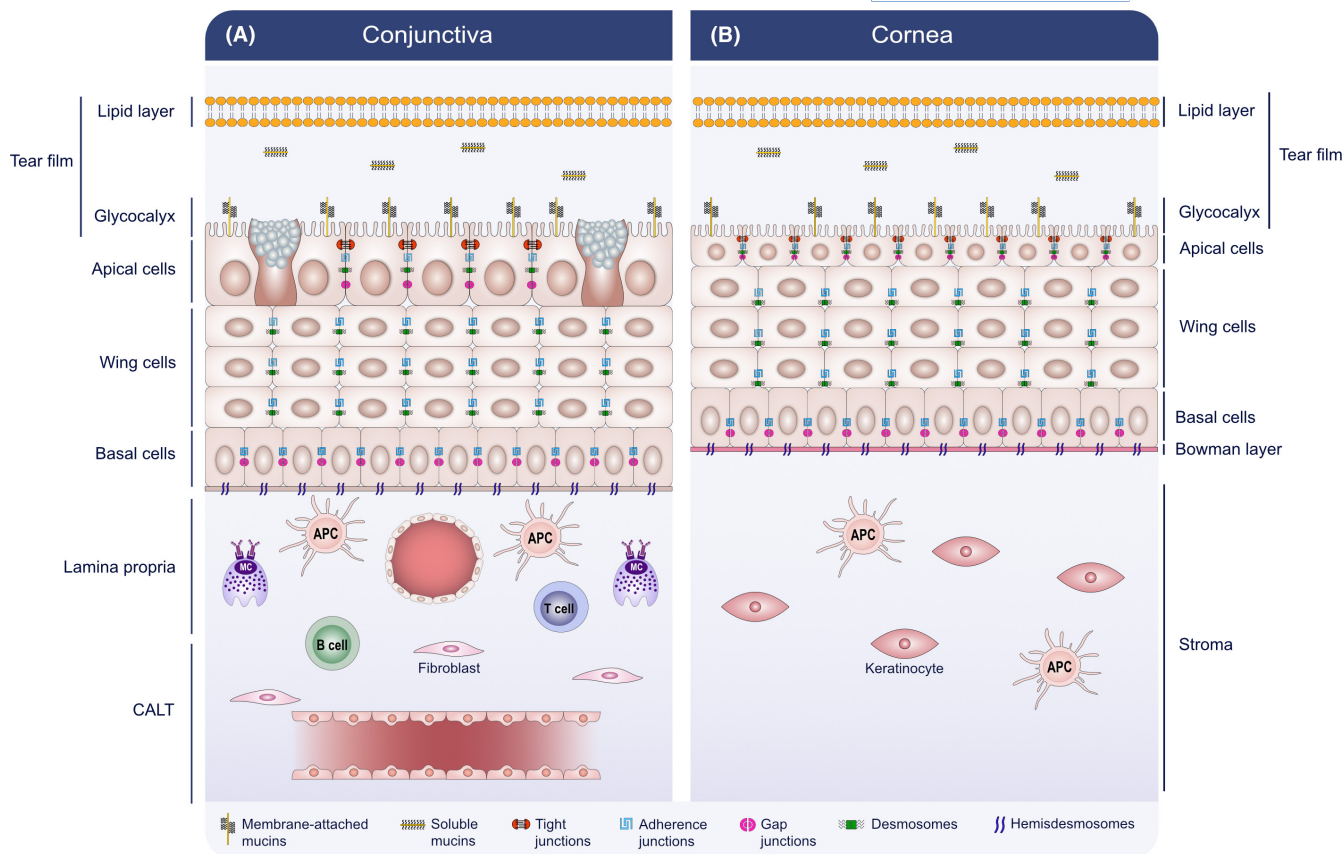 (A) Conjunctiva
(B) Cornea
Lipid layer
Tear film
Glycocalyx
Apical cells
Wing cells
Basal cells
Lamina propria
CALT
APC
APC
MC
MC
T cell
B cell
Fibroblast
Lipid layer
Tear film
Glycocalyx
Apical cells
Wing cells
Basal cells
Bowman layer
Stroma
APC
Keratinocyte
APC
Membrane-attached
mucins
Soluble
mucins
Tight
junctions
Adherence
junctions
Gap
junctions
Desmosomes
Hemisdesmosomes